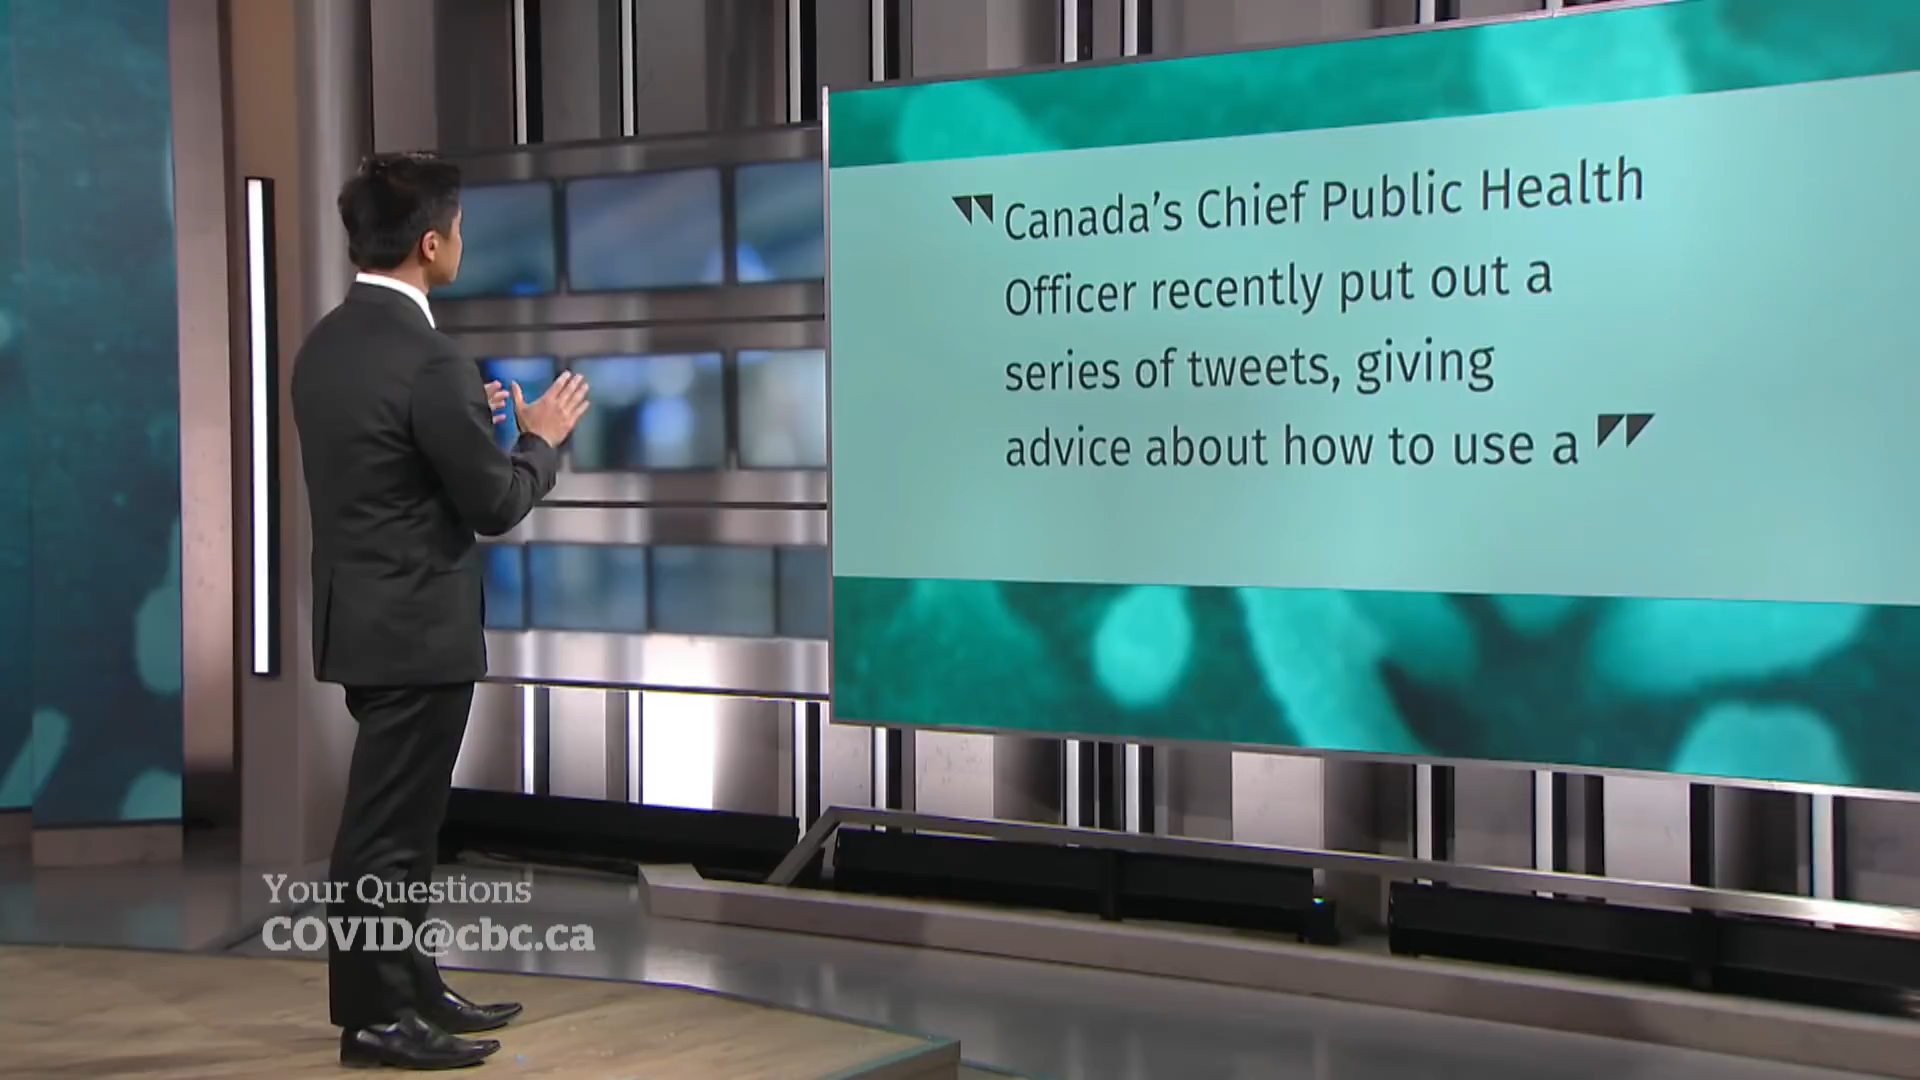 " Canada's Chief Public Health
Officer recently put out a
series of tweets, giving
advice about how to use a "
Your Questions
COVID@cbc.ca